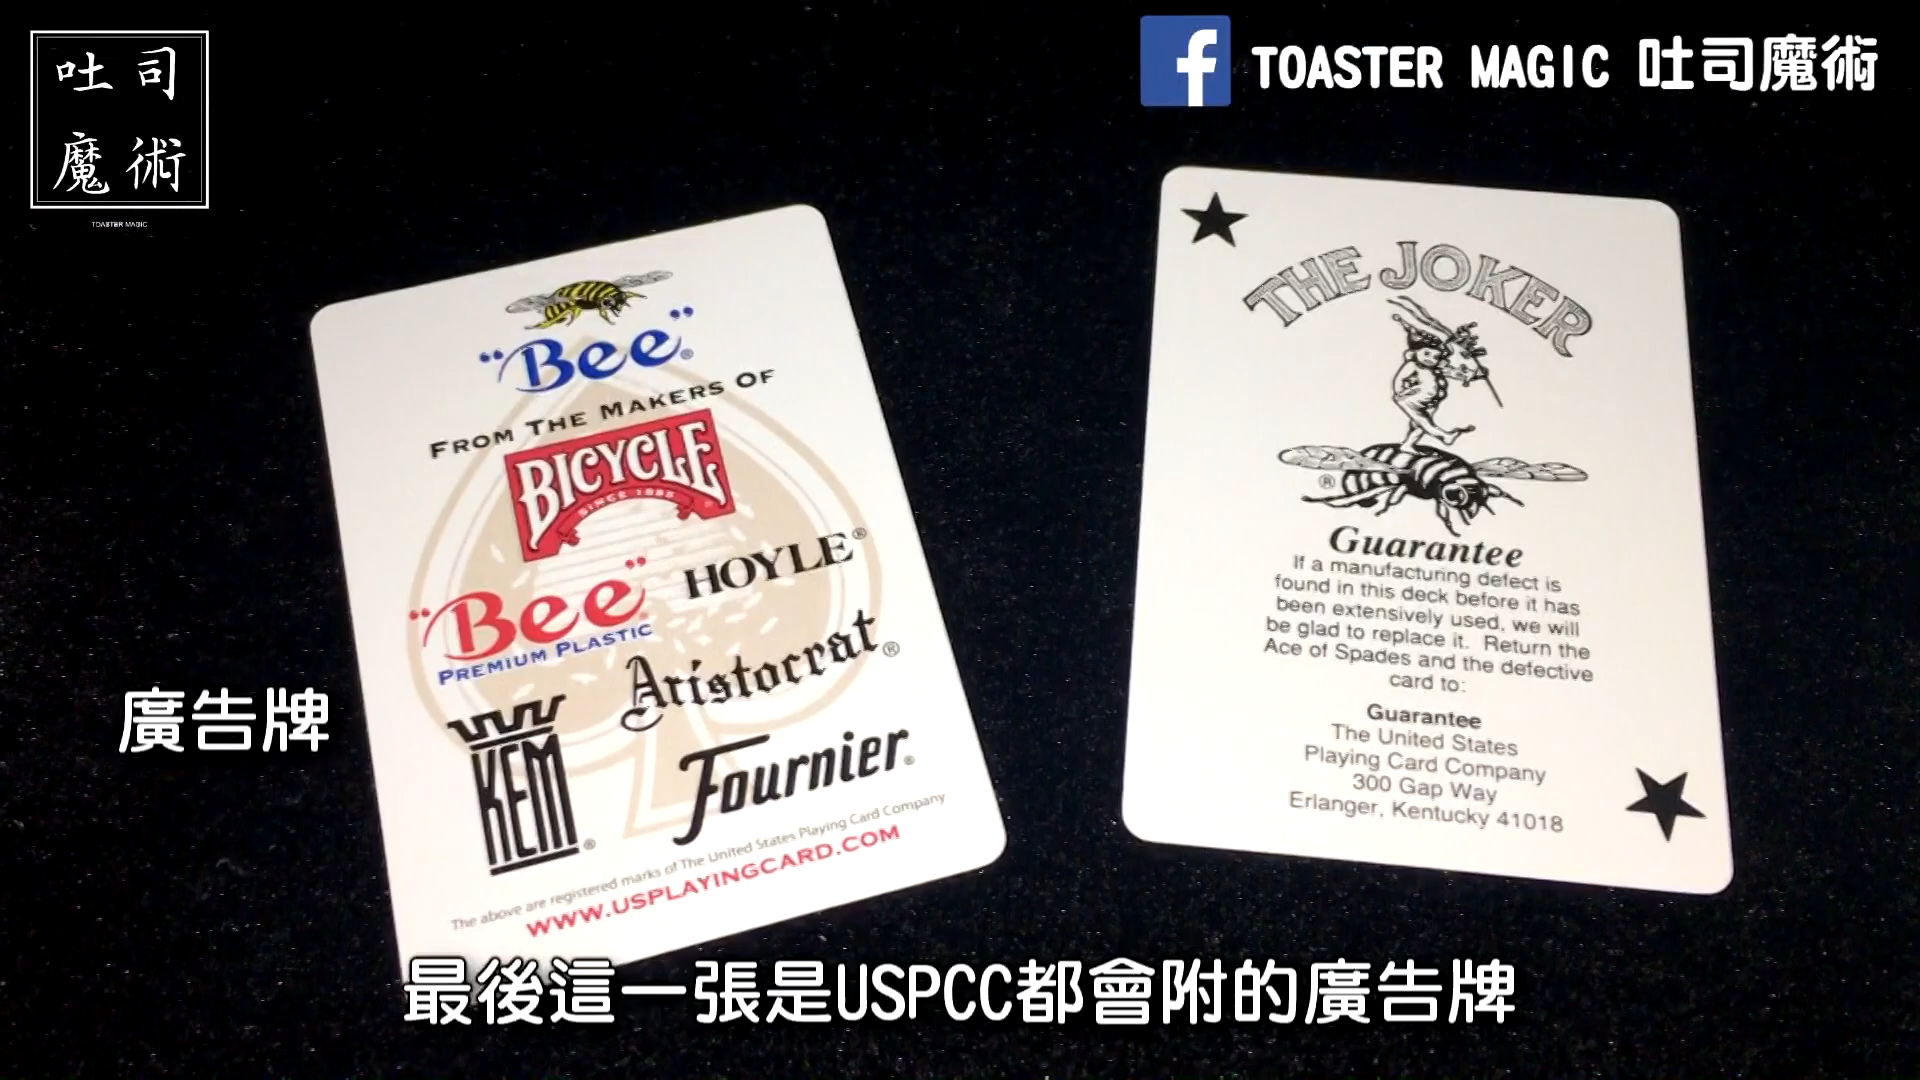 吐司
魔術
TOASTER MAGIC
f TOASTER MAGIC 吐司魔術
"Bee"®
FROM THE MAKERS OF
BICYCLE
SINCE 1885
"Bee"
PREMIUM PLASTIC
HOYLE®
Aristocrat®
KEM®
Fournier®
The above are registered marks of The United States Playing Card Company
WWW.USPLAYINGCARD.COM
THE JOKER
®
Guarantee
If a manufacturing defect is
found in this deck before it has
been extensively used, we will
be glad to replace it. Return the
Ace of Spades and the defective
card to:
Guarantee
The United States
Playing Card Company
300 Gap Way
Erlanger, Kentucky 41018
廣告牌
最後這一張是USPCC都會附的廣告牌